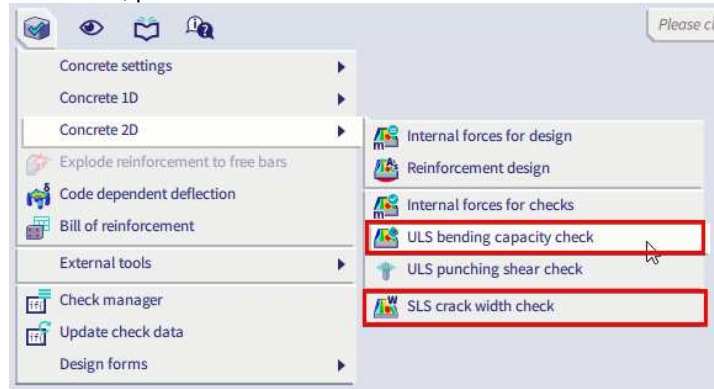 Please c
Concrete settings
Concrete 1D
Concrete 2D
Explode reinforcement to free bars
Code dependent deflection
Bill of reinforcement
External tools
Check manager
Update check data
Design forms
Internal forces for design
Reinforcement design
Internal forces for checks
ULS bending capacity check
ULS punching shear check
SLS crack width check